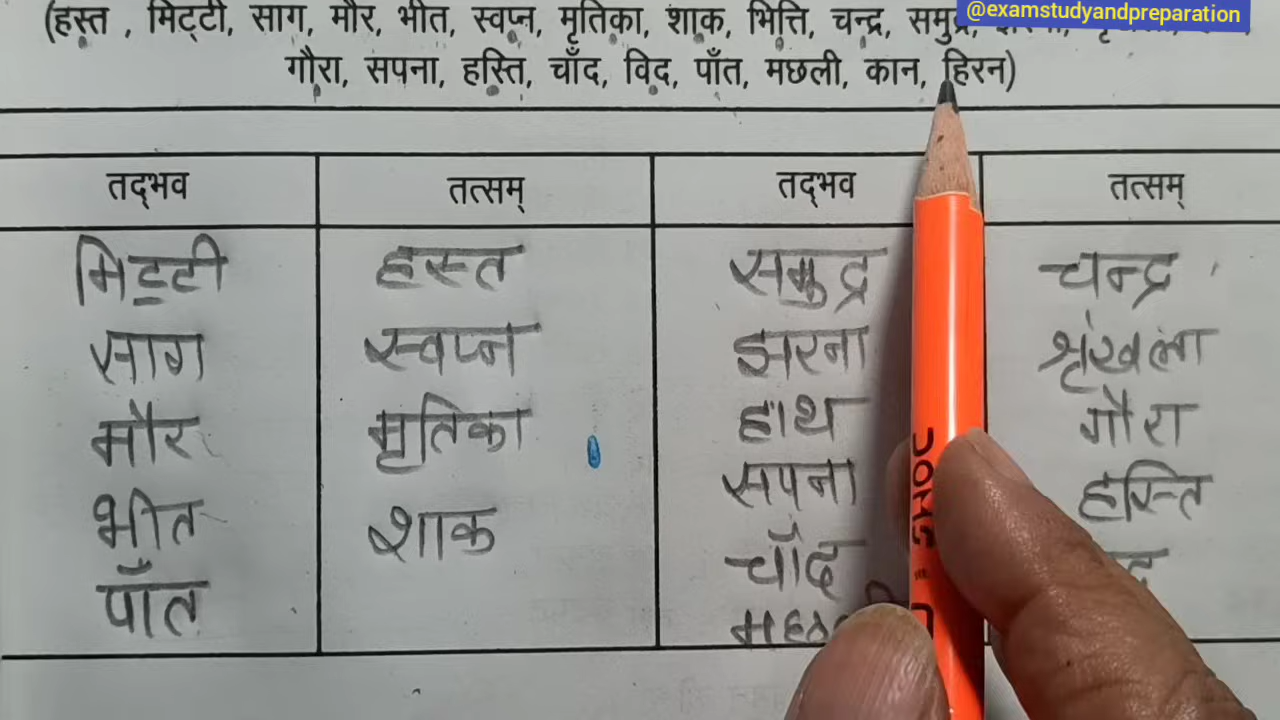 @examstudyandpreparation
(हस्त , मिट्टी, साग, मौर, भीत, स्वप्न, मृतिका, शाक, भित्ति, चन्द्र, समुद्र,
गौरा, सपना, हस्ति, चाँद, विद, पाँत, मछली, कान, हिरन)
तद्भव तत्सम् तद्भव तत्सम्
मिट्टी हस्त समुद्र चन्द्र
साग स्वप्न झरना श्रृंखला
मौर मृतिका हाथ गौरा
भीत शाक सपना हस्ति
पाँत चाँद
DOMS